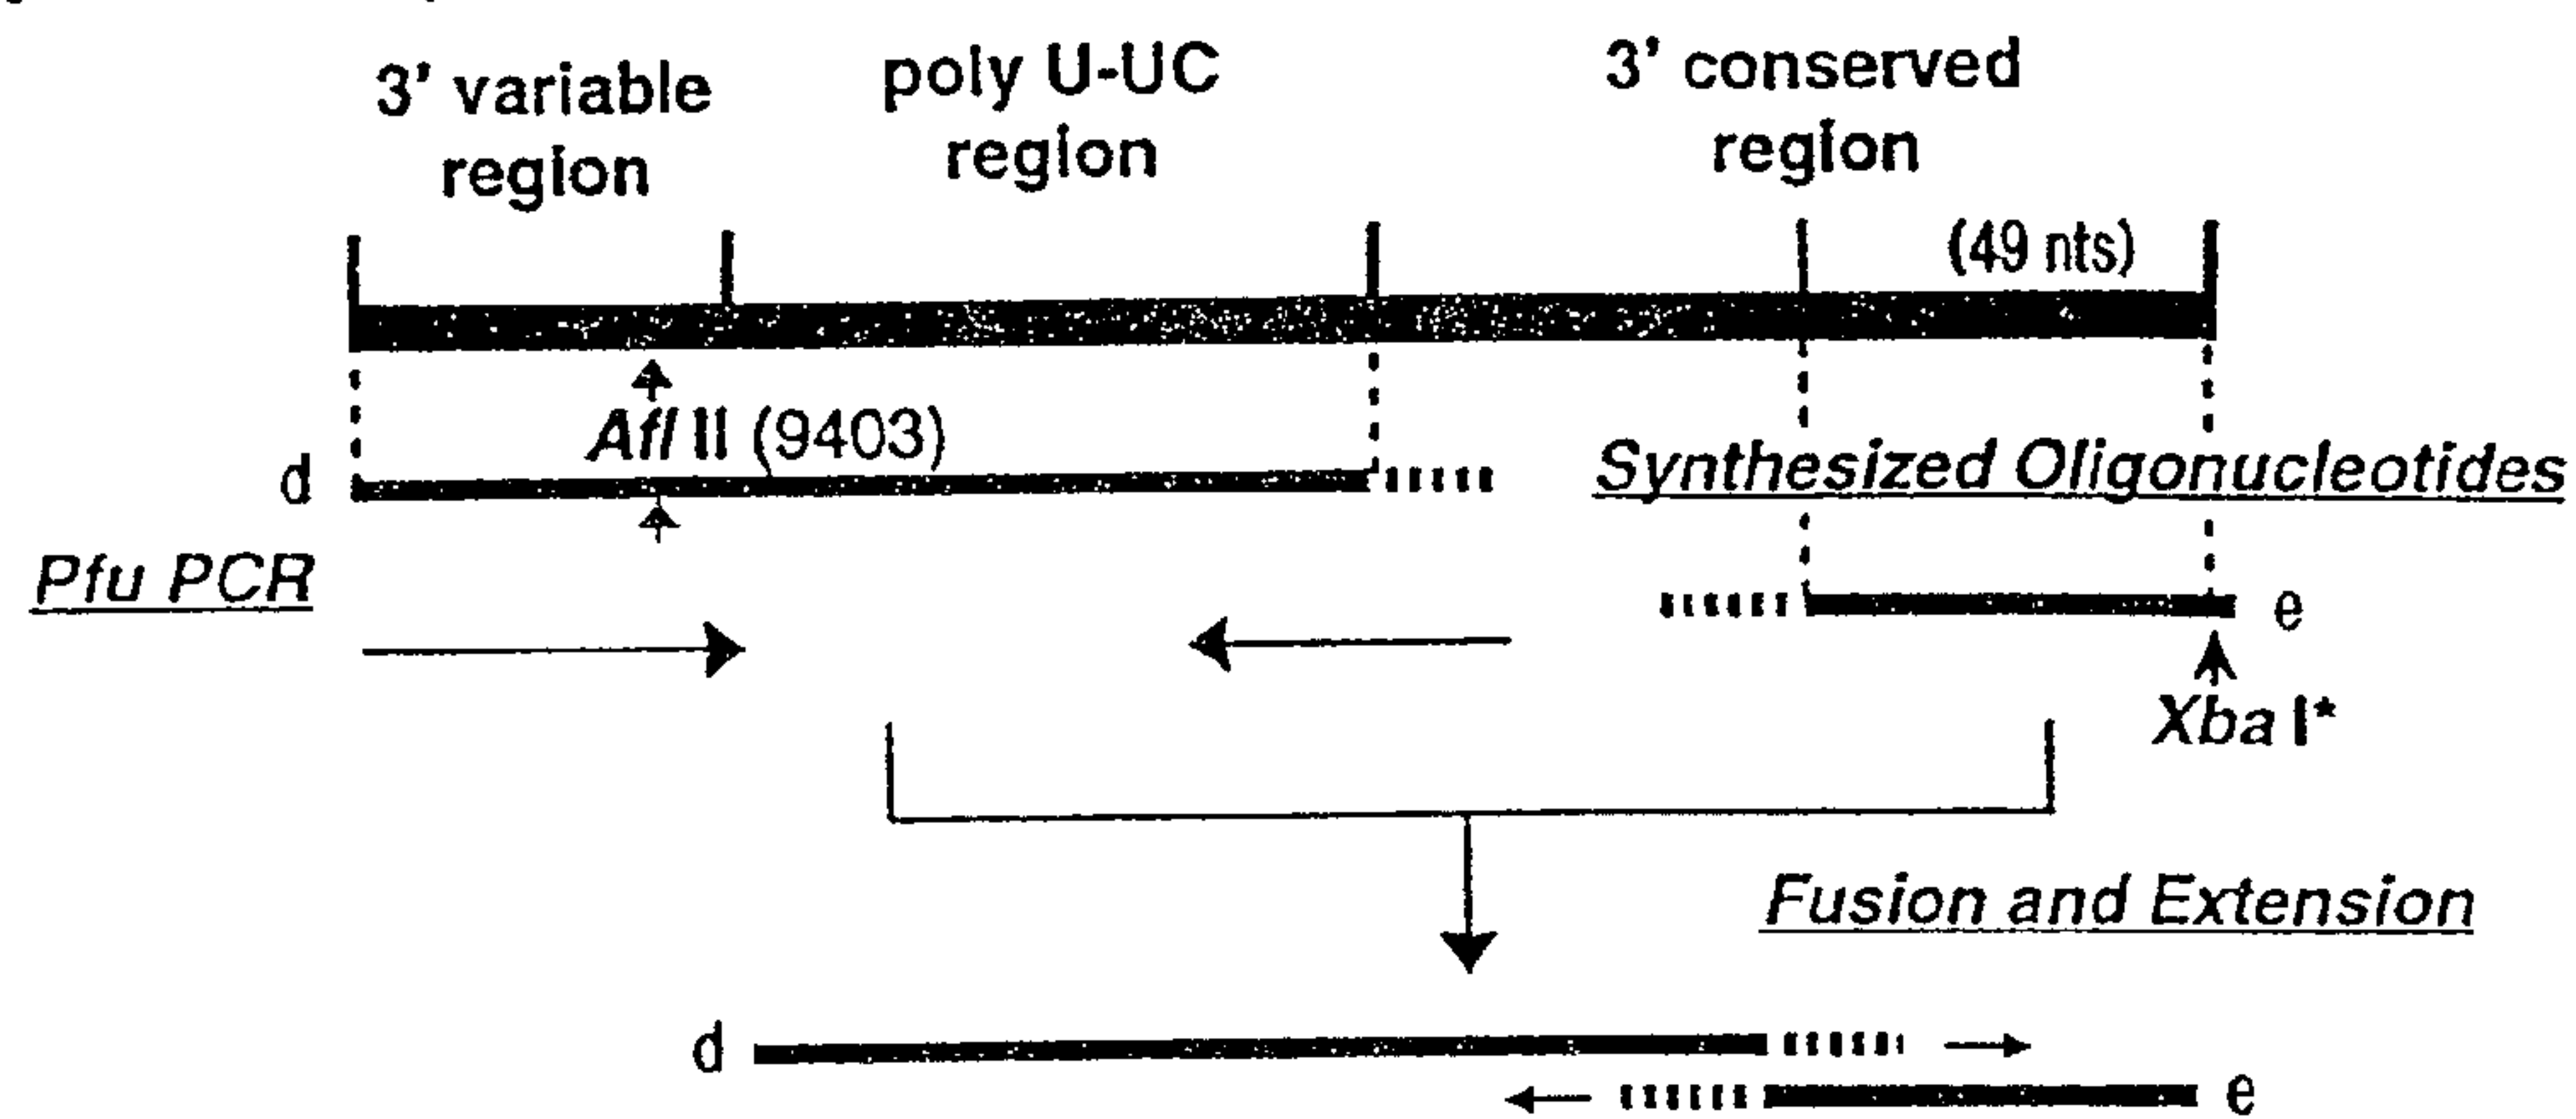 3' variable
region
poly U-UC
region
3' conserved
region
(49 nts)
Afl II (9403)
d
Synthesized Oligonucleotides
Pfu PCR
e
Xba I*
Fusion and Extension
d
e